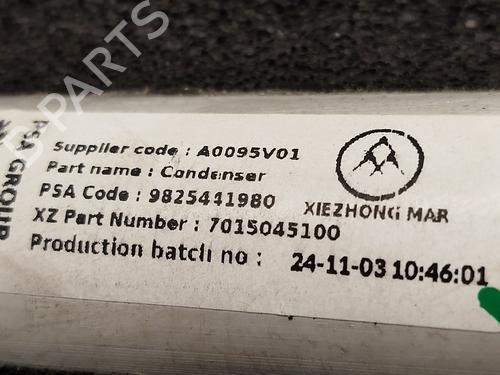 PSA GROUP
Supplier code : A0095V01
Part name : Condenser
PSA Code : 9825441980
XZ Part Number : 7015045100
Production batch no : 24-11-03 10:46:01
XIEZHONG MAR
B-PARTS